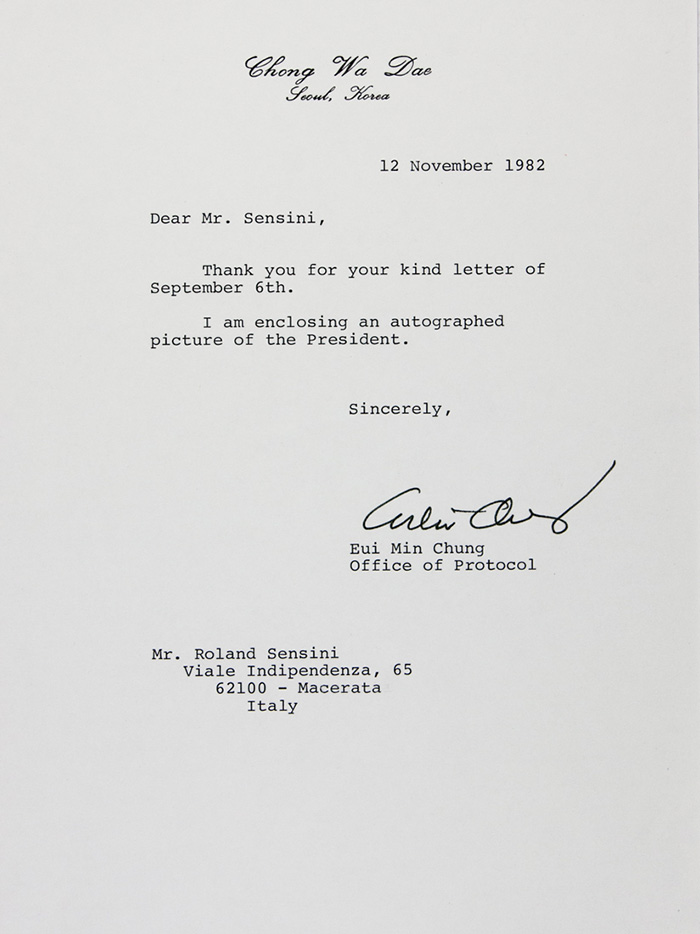 Chong Wa Dae
Seoul, Korea
12 November 1982
Dear Mr. Sensini,
Thank you for your kind letter of
September 6th.
I am enclosing an autographed
picture of the President.
Sincerely,
Eui Min Chung
Office of Protocol
Mr. Roland Sensini
Viale Indipendenza, 65
62100 - Macerata
Italy